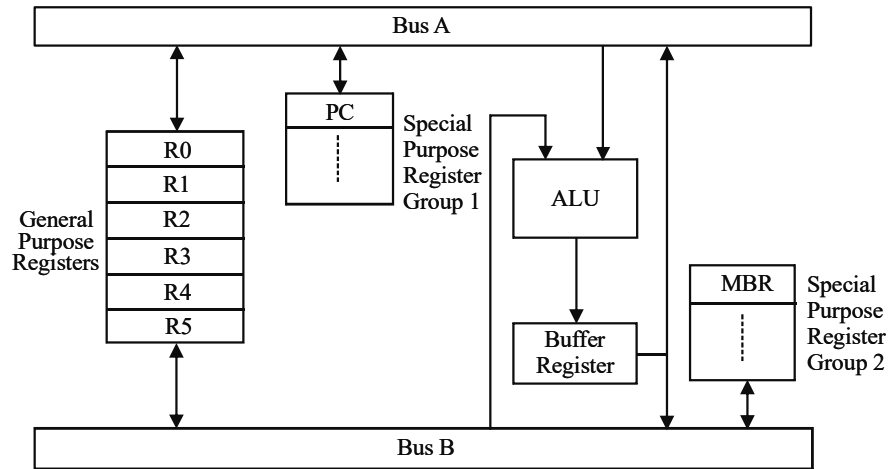 Bus A
PC
Special
Purpose
Register
Group 1
R0
R1
R2
R3
R4
R5
General
Purpose
Registers
ALU
Buffer
Register
MBR
Special
Purpose
Register
Group 2
Bus B